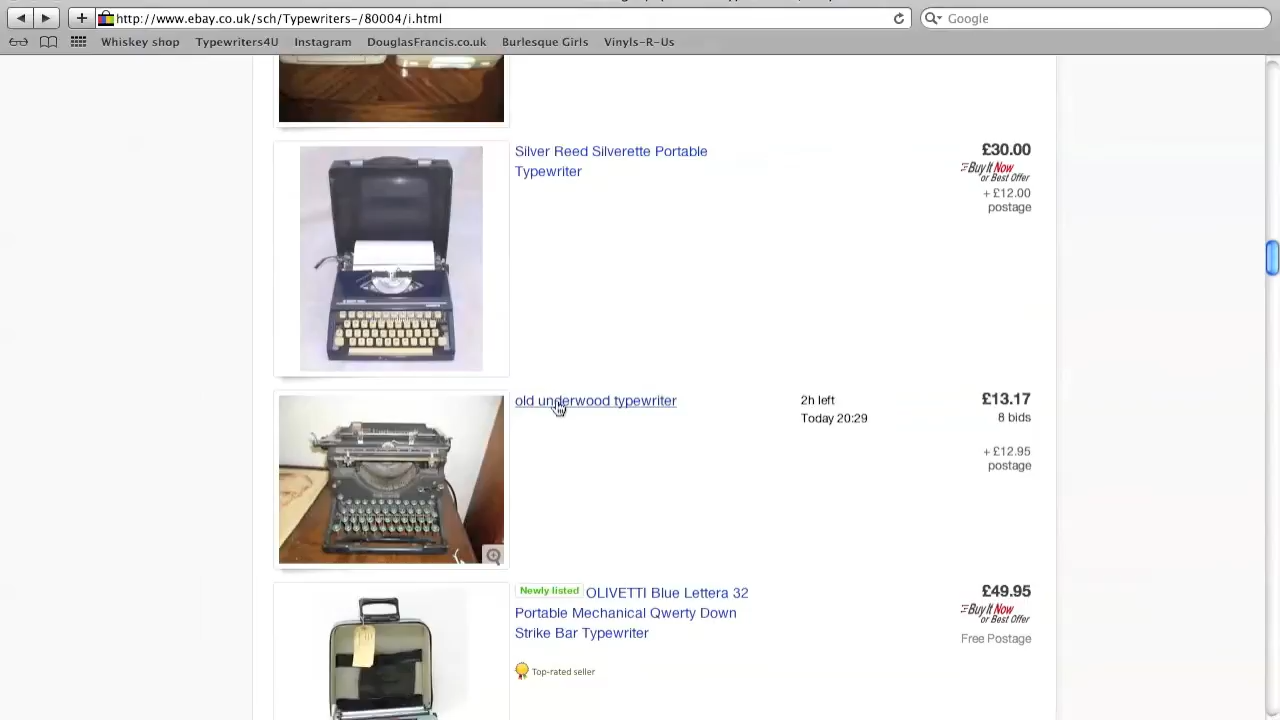 http://www.ebay.co.uk/sch/Typewriters-/80004/i.html
Google
Whiskey shop Typewriters4U Instagram DouglasFrancis.co.uk Burlesque Girls Vinyls-R-Us
Silver Reed Silverette Portable
Typewriter
£30.00
Buy It Now
or Best Offer
+ £12.00
postage
old underwood typewriter
2h left
Today 20:29
£13.17
8 bids
+ £12.95
postage
Newly listed OLIVETTI Blue Lettera 32
Portable Mechanical Qwerty Down
Strike Bar Typewriter
£49.95
Buy It Now
or Best Offer
Free Postage
Top-rated seller